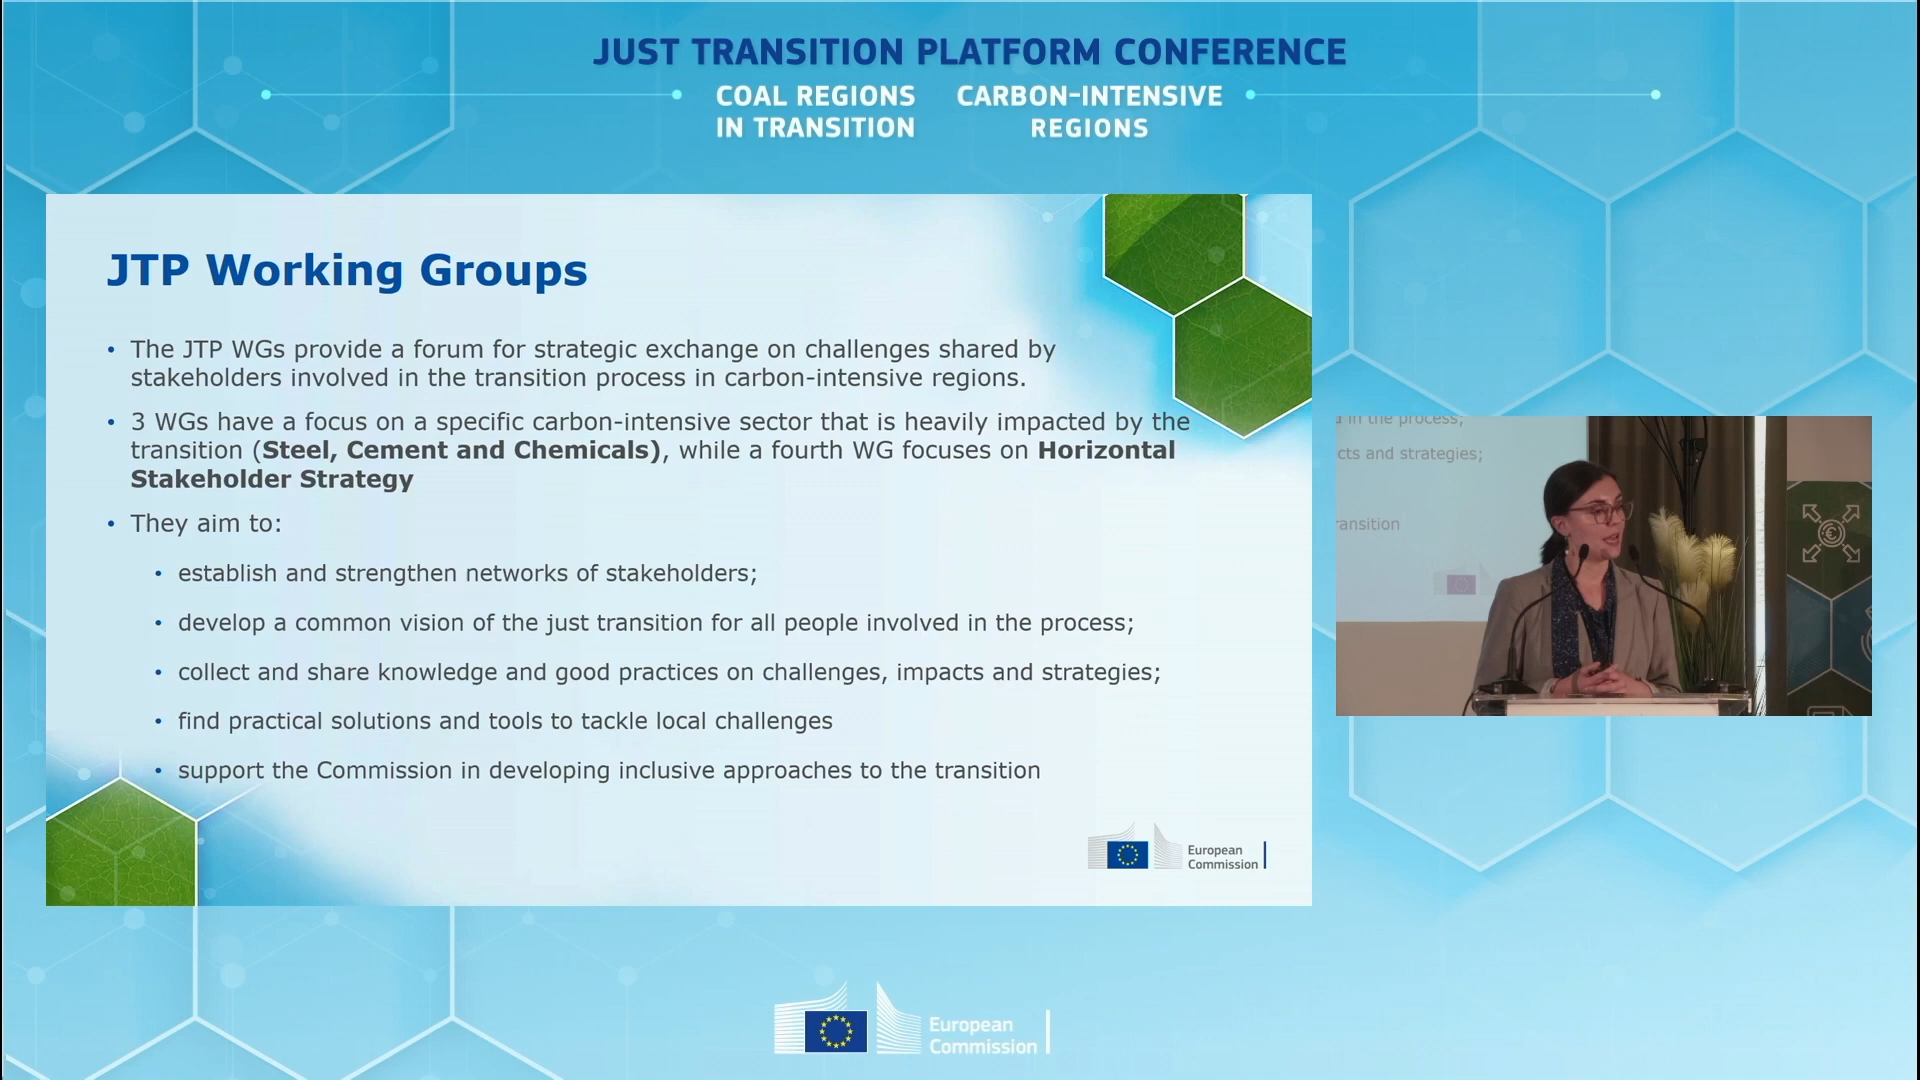 JUST TRANSITION PLATFORM CONFERENCE
COAL REGIONS
IN TRANSITION
CARBON-INTENSIVE
REGIONS
JTP Working Groups
• The JTP WGs provide a forum for strategic exchange on challenges shared by
stakeholders involved in the transition process in carbon-intensive regions.
• 3 WGs have a focus on a specific carbon-intensive sector that is heavily impacted by the
transition (Steel, Cement and Chemicals), while a fourth WG focuses on Horizontal
Stakeholder Strategy
• They aim to:
• establish and strengthen networks of stakeholders;
• develop a common vision of the just transition for all people involved in the process;
• collect and share knowledge and good practices on challenges, impacts and strategies;
• find practical solutions and tools to tackle local challenges
• support the Commission in developing inclusive approaches to the transition
European
Commission
in the process;
cts and strategies;
ransition
European
Commission